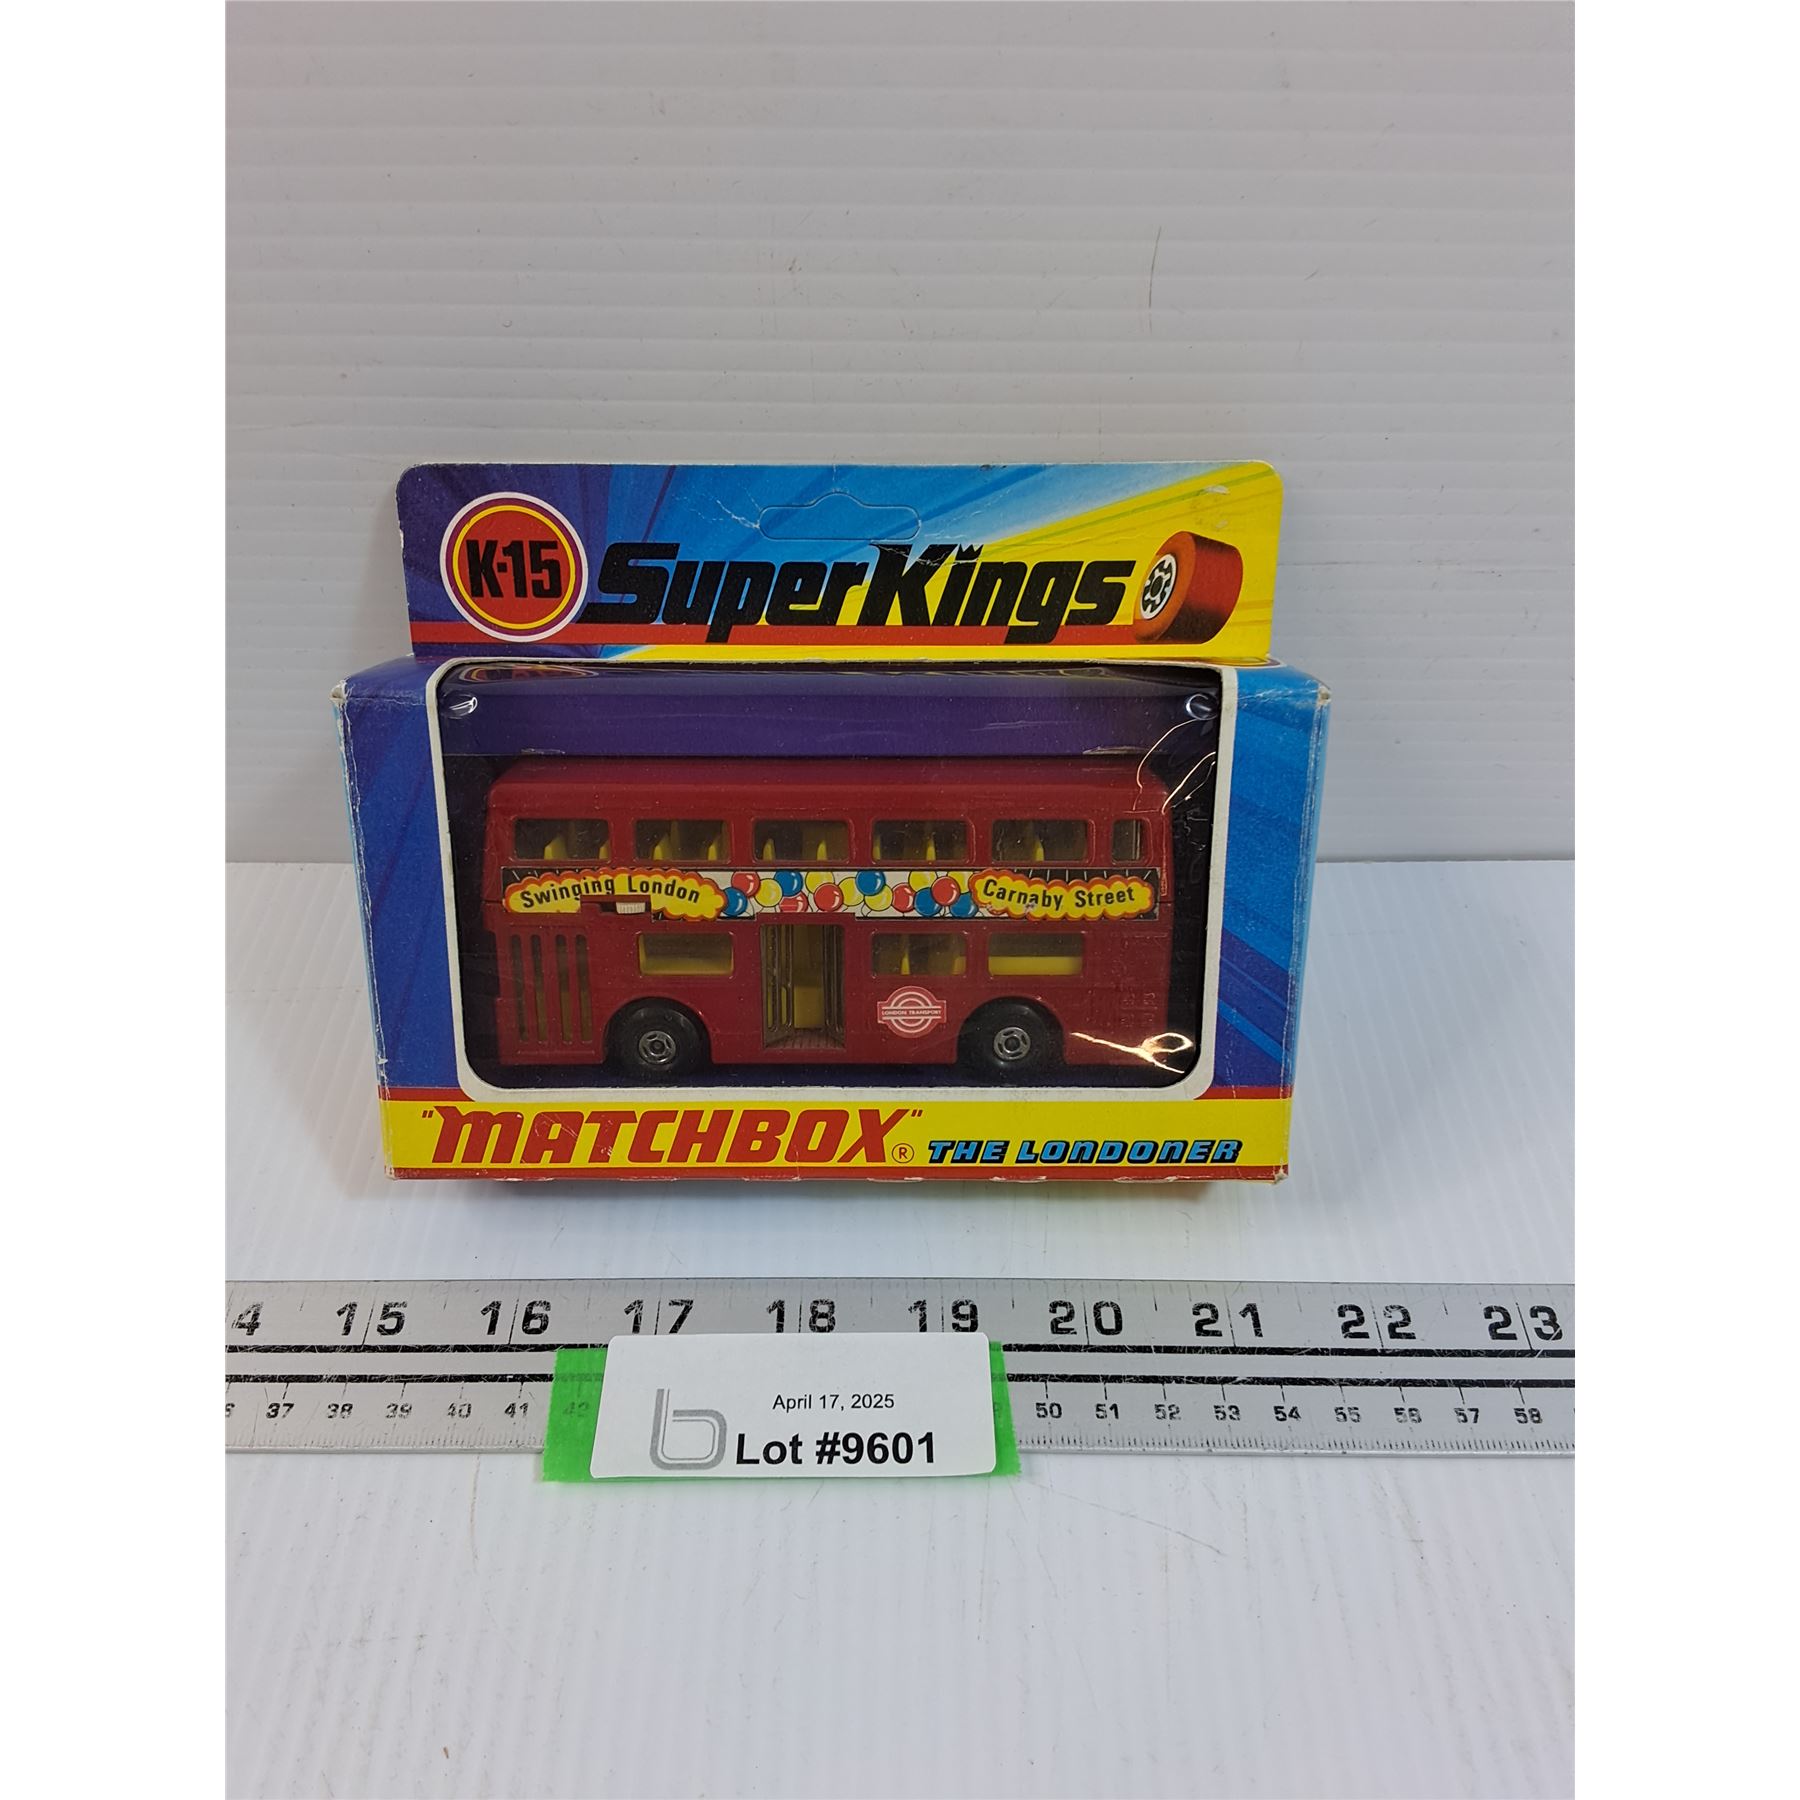 K-15 SuperKings
Swinging London Carnaby Street
LONDON TRANSPORT
"MATCHBOX"® THE LONDONER
4 15 16 17 18 19 20 21 22 23
37 38 39 40 41 42 50 51 52 53 54 55 56 57 58
April 17, 2025
b Lot #9601